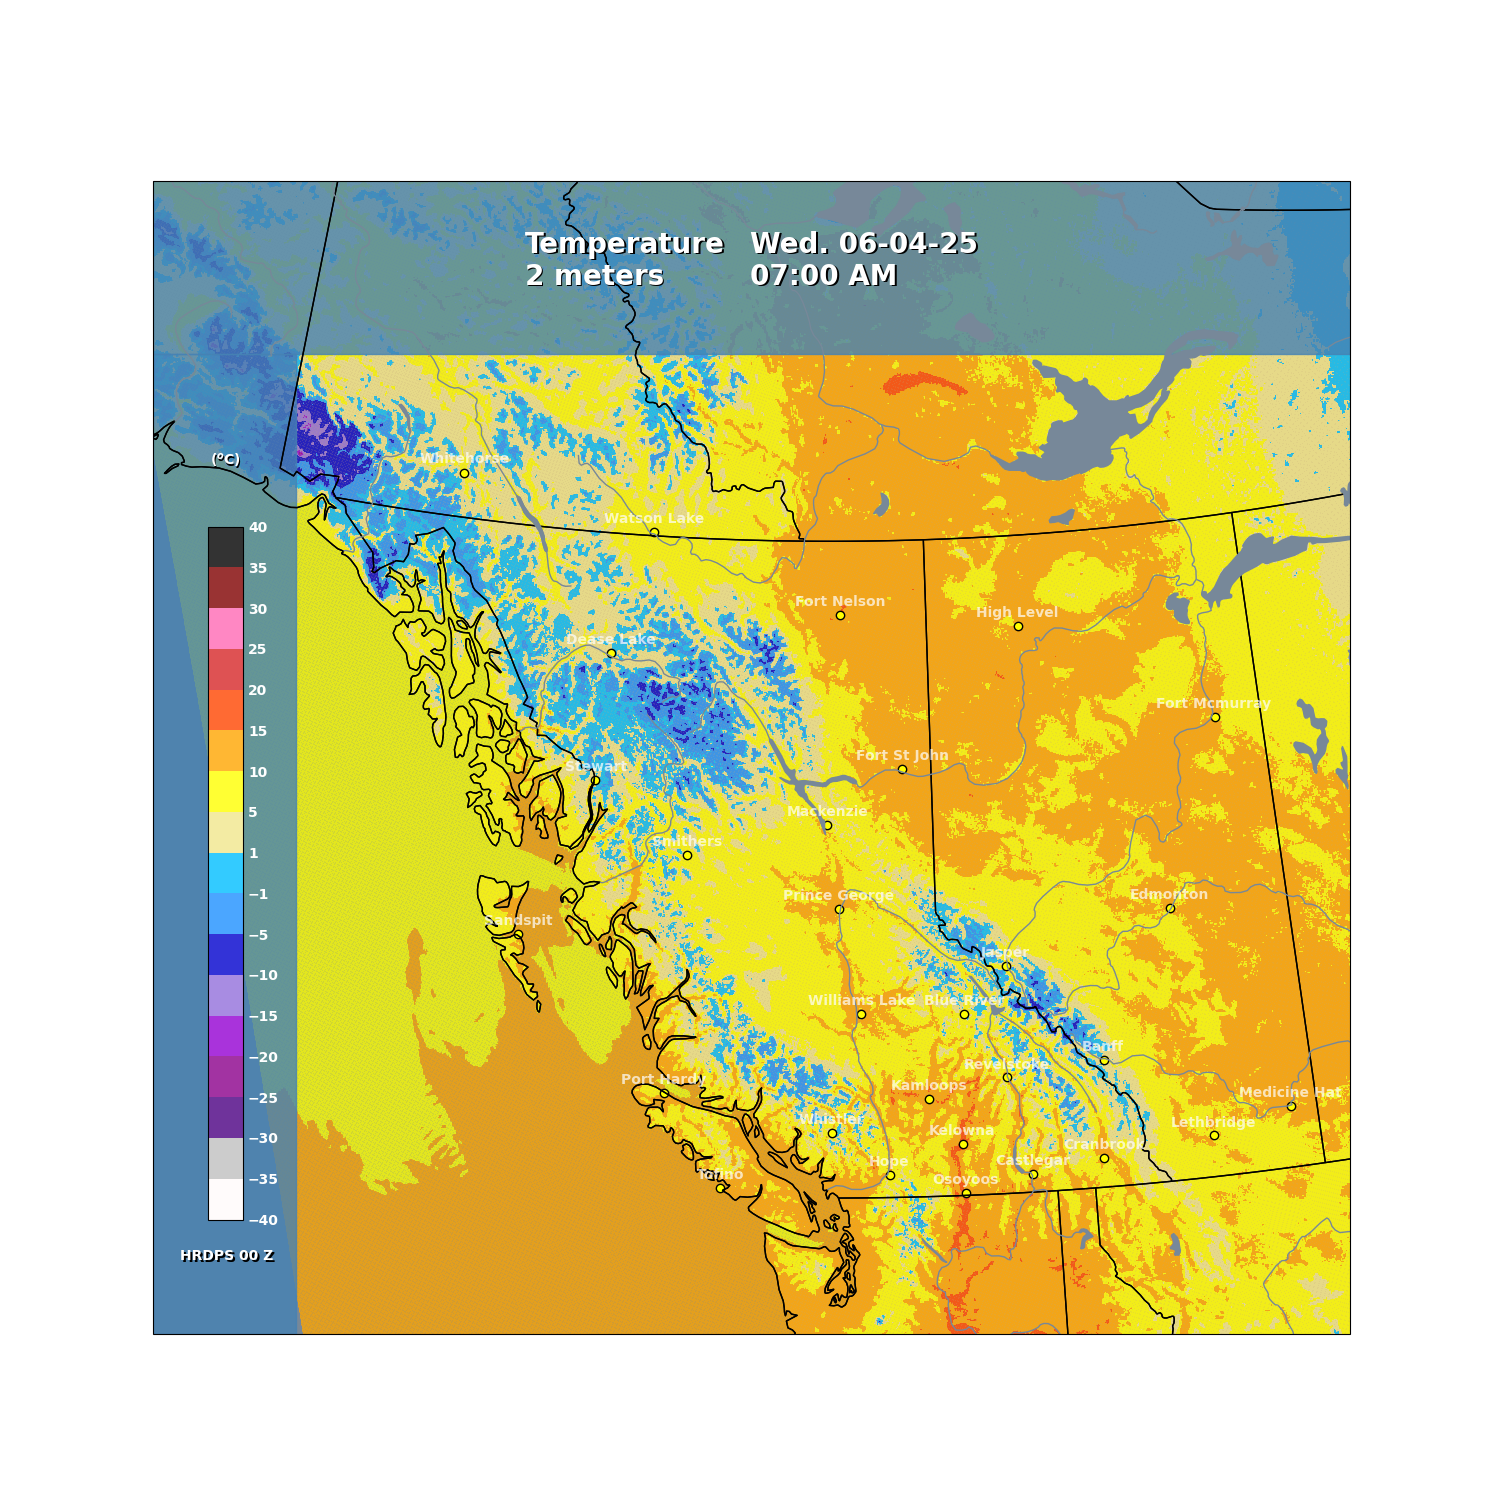 Temperature Wed. 06-04-25
2 meters 07:00 AM
(°C)
Whitehorse
Watson Lake
40
35
30
25
20
15
10
5
1
−1
−5
−10
−15
−20
−25
−30
−35
−40
Fort Nelson
High Level
Dease Lake
Fort Mcmurray
Fort St John
Stewart
Mackenzie
Smithers
Prince George
Edmonton
Sandspit
Jasper
Williams Lake
Blue River
Banff
Revelstoke
Port Hardy
Kamloops
Medicine Hat
Whistler
Lethbridge
Kelowna
Cranbrook
Hope
Castlegar
Tofino
Osoyoos
HRDPS 00 Z